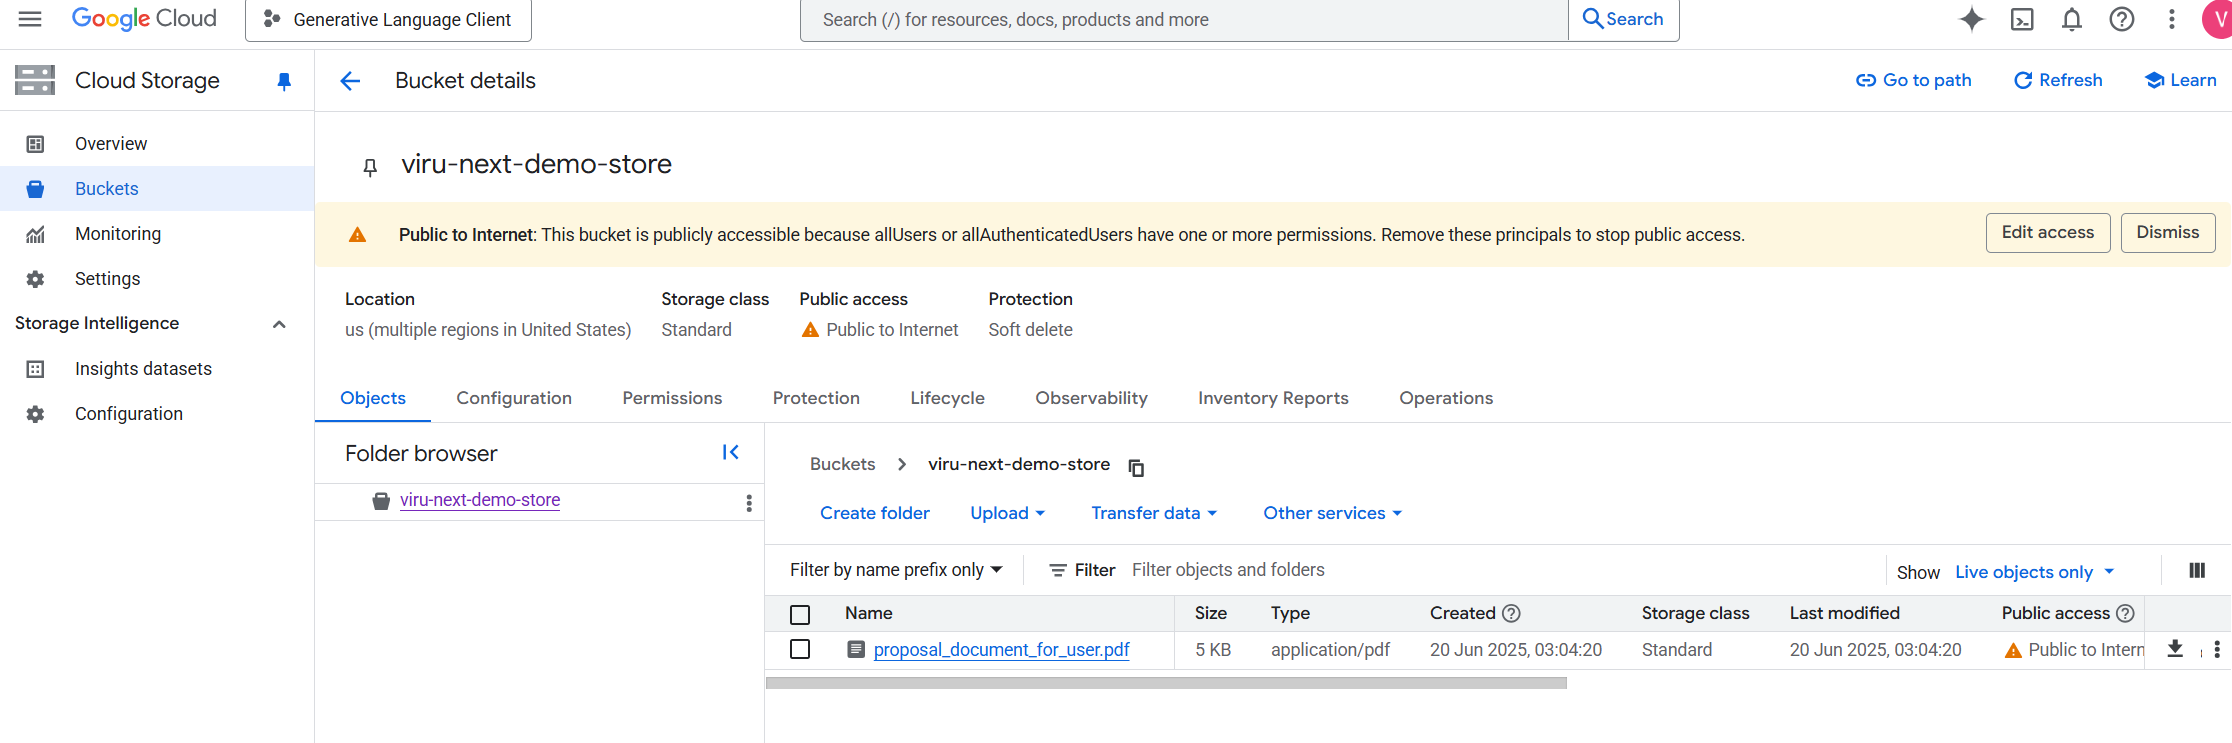 Google Cloud
Generative Language Client
Search (/) for resources, docs, products and more
Search
V
Cloud Storage
Bucket details
Go to path
Refresh
Learn
Overview
Buckets
Monitoring
Settings
Storage Intelligence
Insights datasets
Configuration
viru-next-demo-store
Public to Internet: This bucket is publicly accessible because allUsers or allAuthenticatedUsers have one or more permissions. Remove these principals to stop public access.
Edit access
Dismiss
Location
Storage class
Public access
Protection
us (multiple regions in United States)
Standard
Public to Internet
Soft delete
Objects
Configuration
Permissions
Protection
Lifecycle
Observability
Inventory Reports
Operations
Folder browser
viru-next-demo-store
Buckets
viru-next-demo-store
Create folder
Upload
Transfer data
Other services
Filter by name prefix only
Filter
Filter objects and folders
Show
Live objects only
Name
Size
Type
Created
Storage class
Last modified
Public access
proposal_document_for_user.pdf
5 KB
application/pdf
20 Jun 2025, 03:04:20
Standard
20 Jun 2025, 03:04:20
Public to Intern